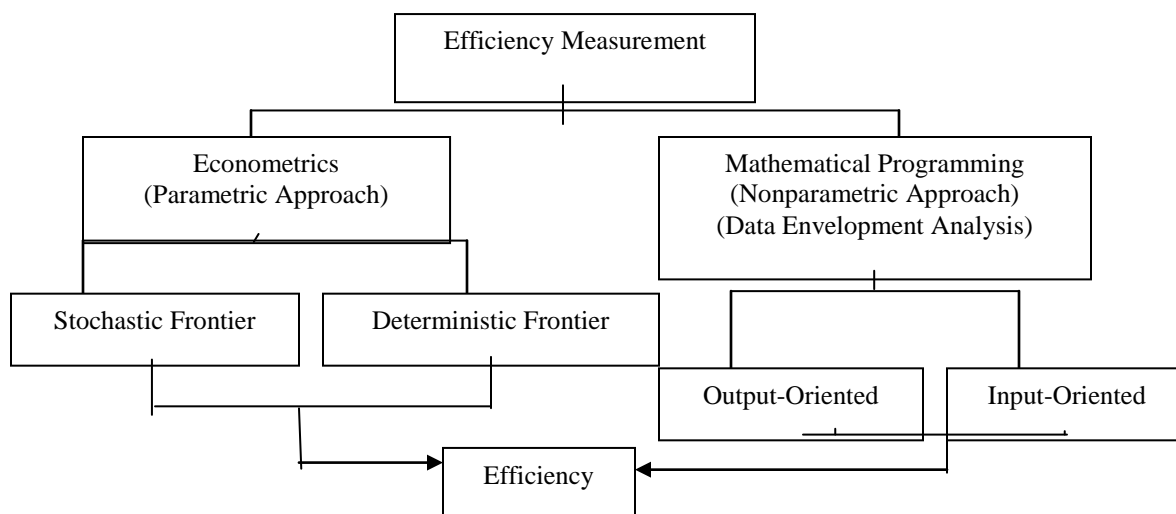 Efficiency Measurement
Econometrics
(Parametric Approach)
Mathematical Programming
(Nonparametric Approach)
(Data Envelopment Analysis)
Stochastic Frontier
Deterministic Frontier
Output-Oriented
Input-Oriented
Efficiency